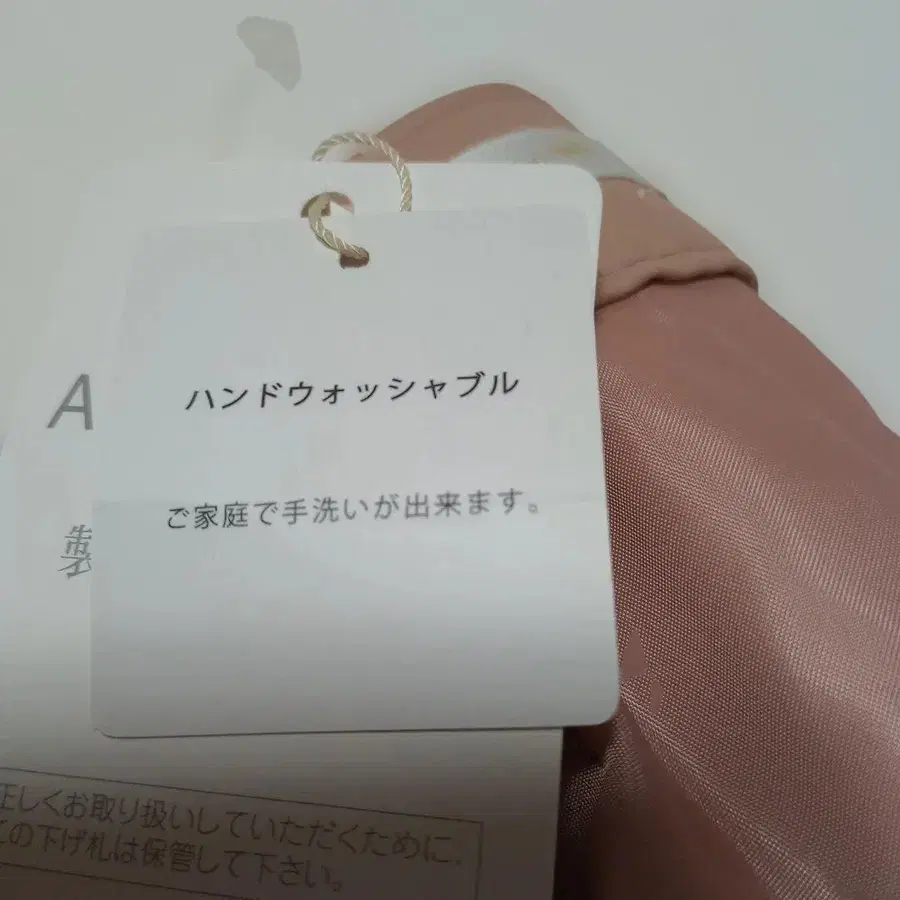 ハンドウォッシャブル
ご家庭で手洗いが出来ます。
A
製
正しくお取り扱いしていただくために、
この下げ札は保管して下さい。